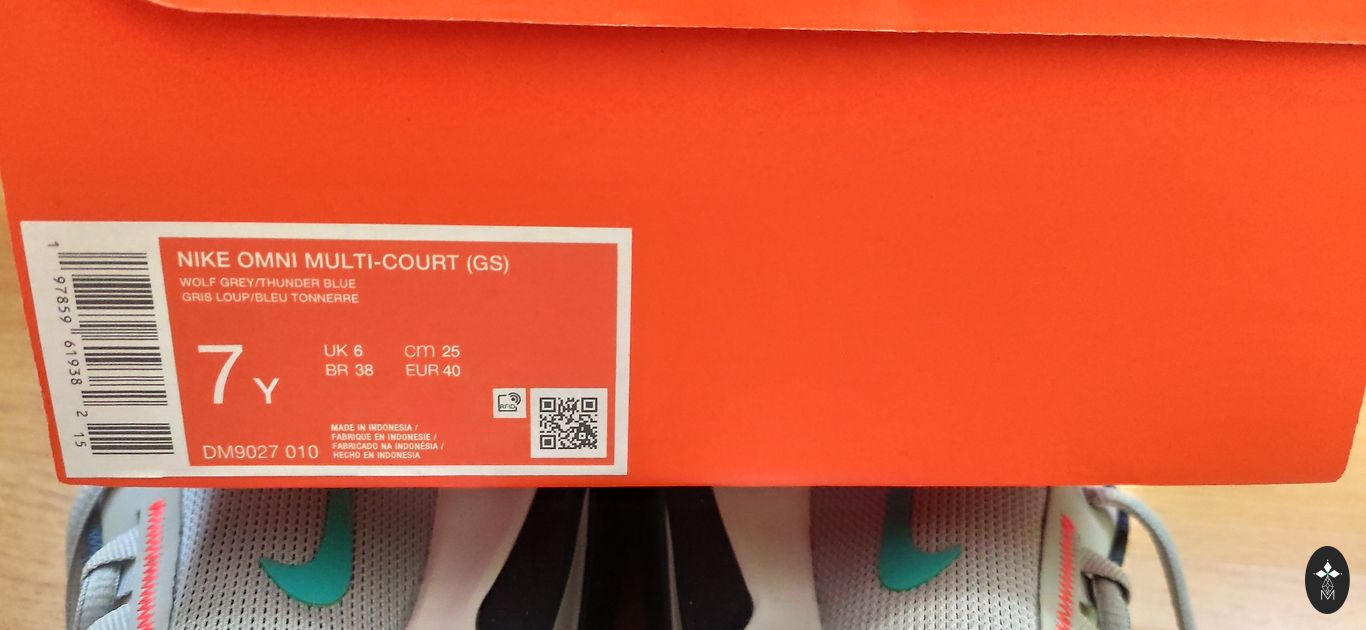 1 97859 61938 2 15
NIKE OMNI MULTI-COURT (GS)
WOLF GREY/THUNDER BLUE
GRIS LOUP/BLEU TONNERRE
7 Y
UK 6 cm 25
BR 38 EUR 40
RFID
DM9027 010
MADE IN INDONESIA /
FABRIQUE EN INDONESIE /
FABRICADO NA INDONÉSIA /
HECHO EN INDONESIA
M